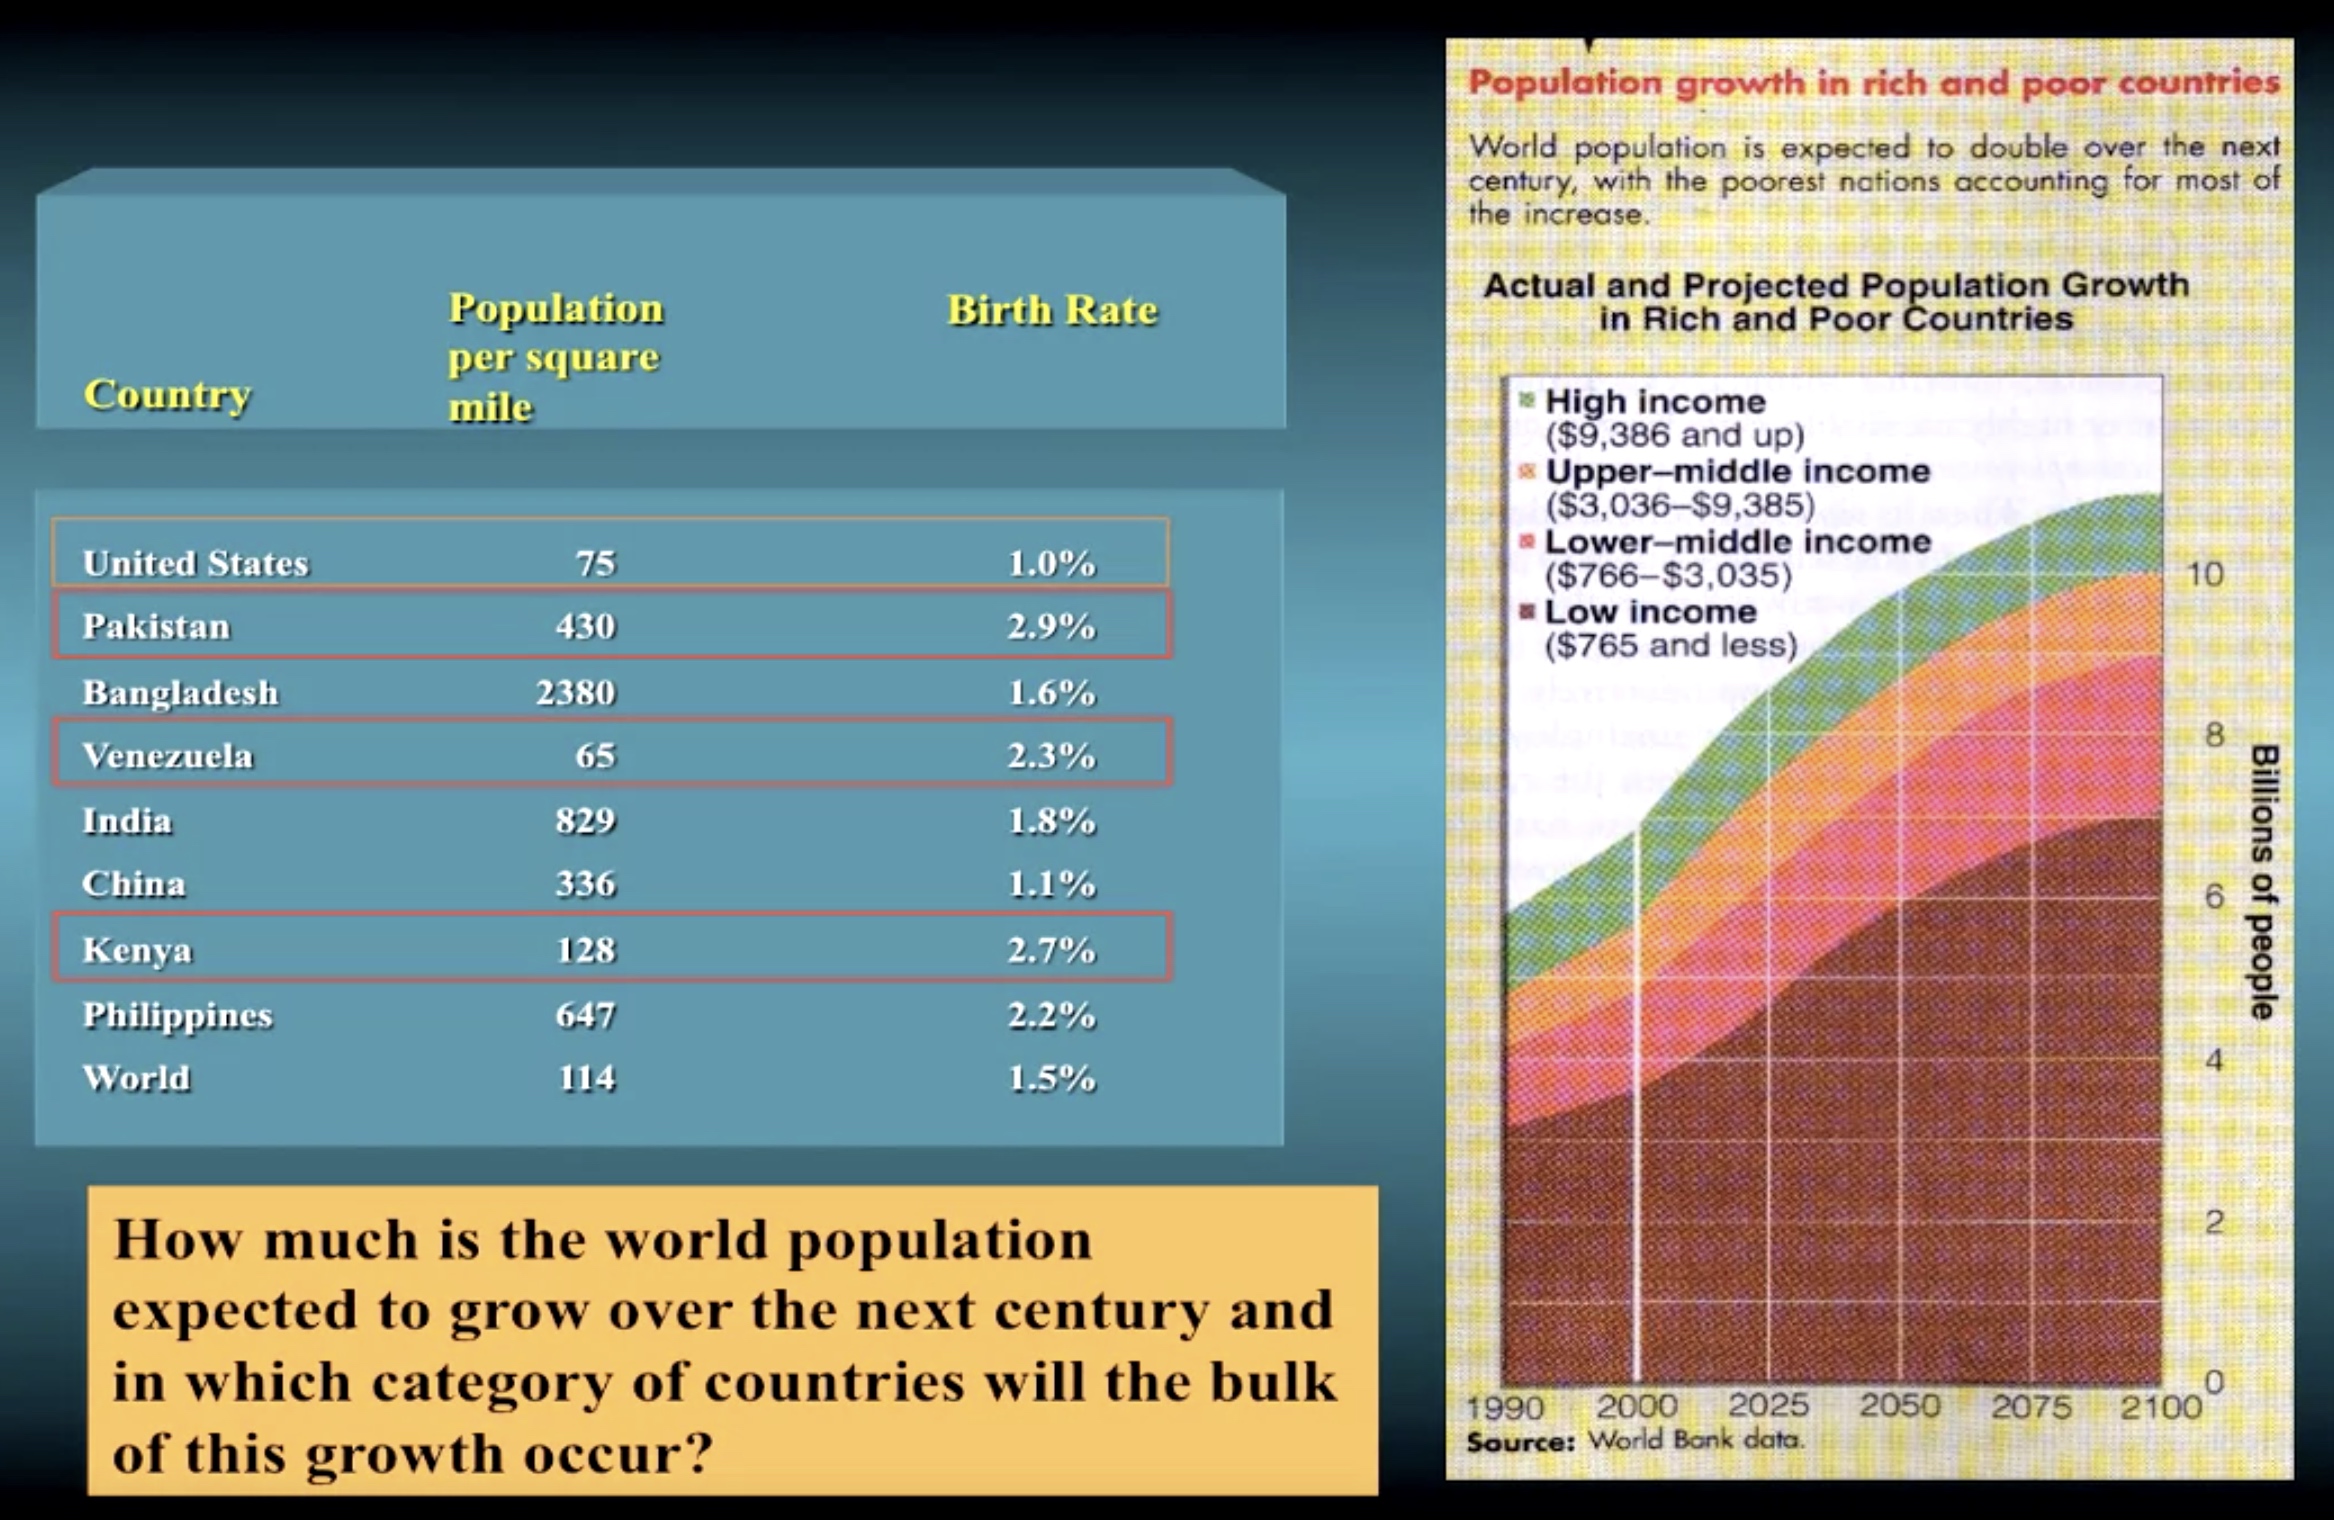 Country
Population
per square
mile
Birth Rate
United States 75 1.0%
Pakistan 430 2.9%
Bangladesh 2380 1.6%
Venezuela 65 2.3%
India 829 1.8%
China 336 1.1%
Kenya 128 2.7%
Philippines 647 2.2%
World 114 1.5%
How much is the world population
expected to grow over the next century and
in which category of countries will the bulk
of this growth occur?
Population growth in rich and poor countries
World population is expected to double over the next
century, with the poorest nations accounting for most of
the increase.
Actual and Projected Population Growth
in Rich and Poor Countries
High income
($9,386 and up)
Upper–middle income
($3,036–$9,385)
Lower–middle income
($766–$3,035)
Low income
($765 and less)
10
8
6
4
2
0
Billions of people
1990 2000 2025 2050 2075 2100
Source: World Bank data.